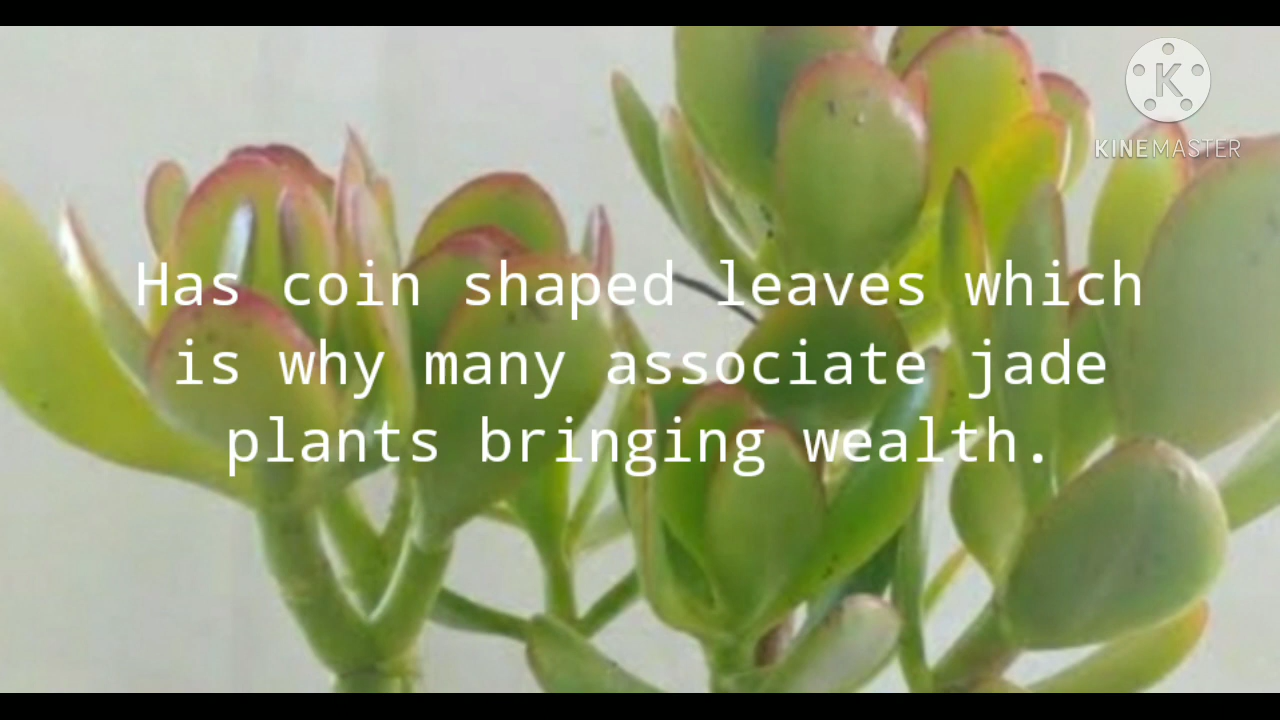 KINEMASTER
Has coin shaped leaves which
is why many associate jade
plants bringing wealth.